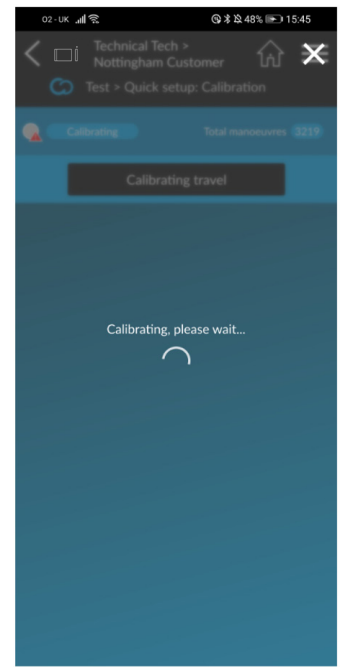 O2 - UK 48% 15:45
Technical Tech >
Nottingham Customer
Test > Quick setup: Calibration
Calibrating Total manoeuvres 3219
Calibrating travel
Calibrating, please wait...